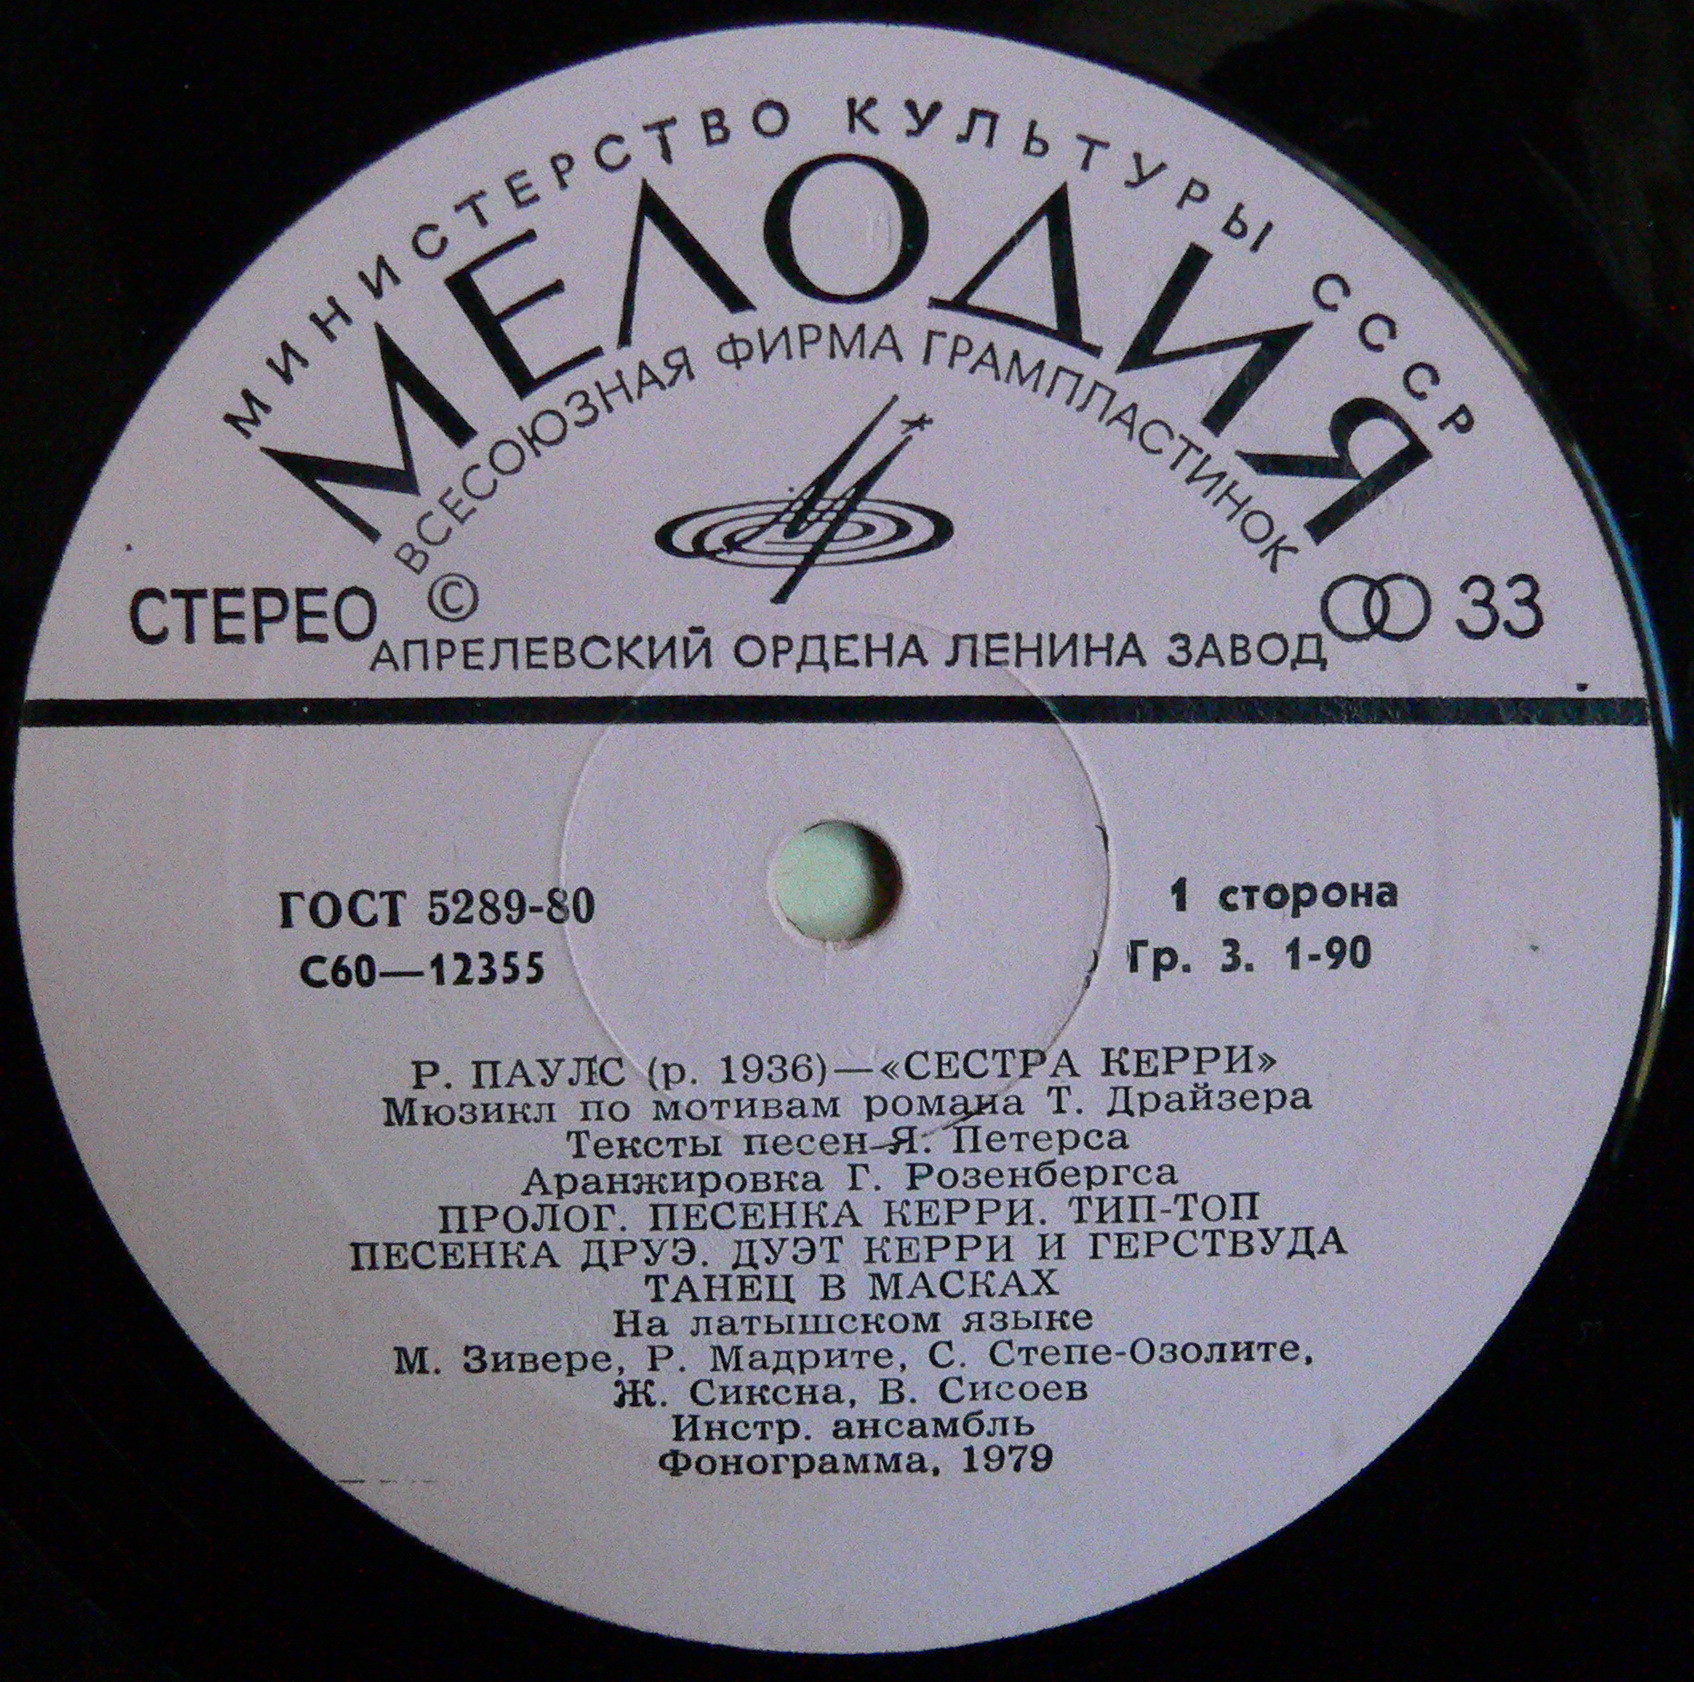 МИНИСТЕРСТВО КУЛЬТУРЫ СССР
МЕЛОДИЯ
ВСЕСОЮЗНАЯ ФИРМА ГРАМПЛАСТИНОК
СТЕРЕО © 33
АПРЕЛЕВСКИЙ ОРДЕНА ЛЕНИНА ЗАВОД
ГОСТ 5289-80
С60—12355
1 сторона
Гр. 3. 1-90
Р. ПАУЛС (р. 1936)—«СЕСТРА КЕРРИ»
Мюзикл по мотивам романа Т. Драйзера
Тексты песен Я. Петерса
Аранжировка Г. Розенбергса
ПРОЛОГ. ПЕСЕНКА КЕРРИ. ТИП-ТОП
ПЕСЕНКА ДРУЭ. ДУЭТ КЕРРИ И ГЕРСТВУДА
ТАНЕЦ В МАСКАХ
На латышском языке
М. Зивере, Р. Мадрите, С. Степе-Озолите,
Ж. Сиксна, В. Сисоев
Инстр. ансамбль
Фонограмма, 1979